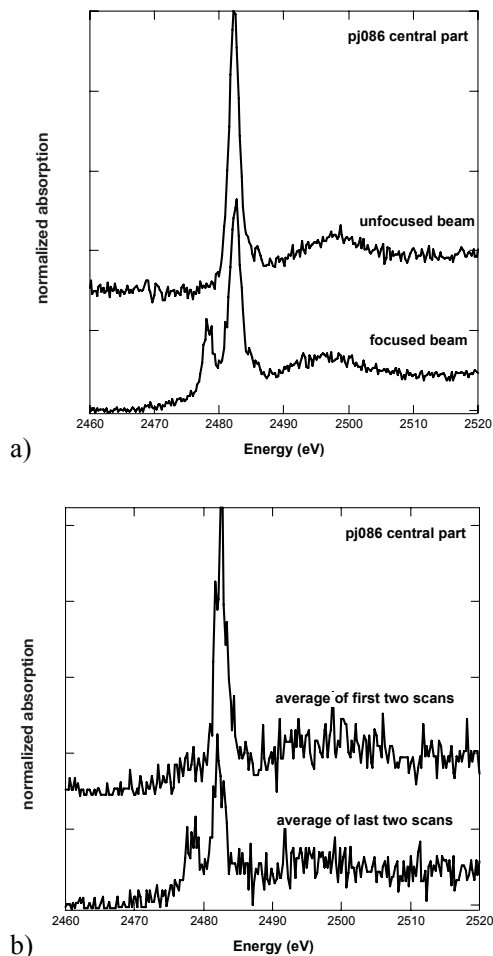 pj086 central part
normalized absorption
unfocused beam
focused beam
2460 2470 2480 2490 2500 2510 2520
a) Energy (eV)
pj086 central part
normalized absorption
average of first two scans
average of last two scans
2460 2470 2480 2490 2500 2510 2520
b) Energy (eV)